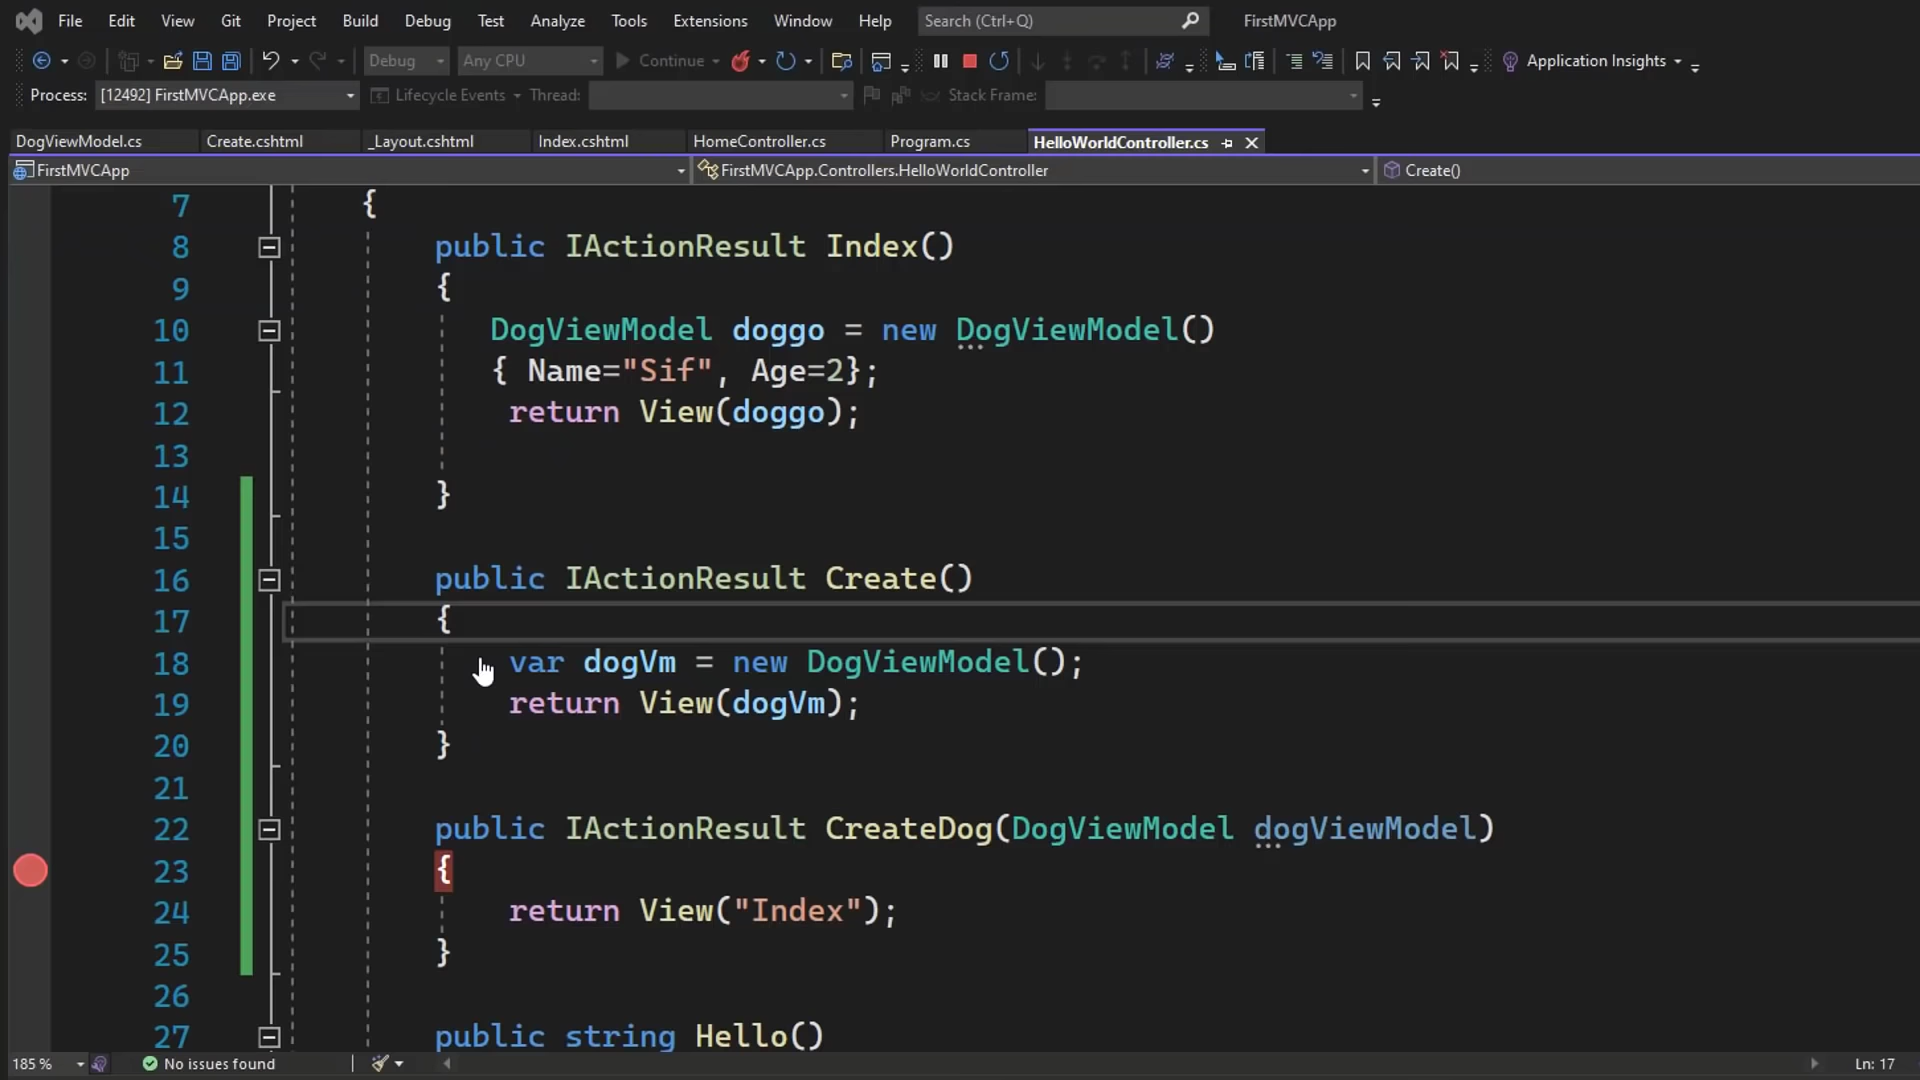 File Edit View Git Project Build Debug Test Analyze Tools Extensions Window Help Search (Ctrl+Q) FirstMVCApp
Debug Any CPU Continue Application Insights
Process: [12492] FirstMVCApp.exe Lifecycle Events Thread: Stack Frame:
DogViewModel.cs Create.cshtml _Layout.cshtml Index.cshtml HomeController.cs Program.cs HelloWorldController.cs
FirstMVCApp FirstMVCApp.Controllers.HelloWorldController Create()
7 {
8 public IActionResult Index()
9 {
10 DogViewModel doggo = new DogViewModel()
11 { Name="Sif", Age=2};
12 return View(doggo);
13
14 }
15
16 public IActionResult Create()
17 {
18 var dogVm = new DogViewModel();
19 return View(dogVm);
20 }
21
22 public IActionResult CreateDog(DogViewModel dogViewModel)
23 {
24 return View("Index");
25 }
26
27 public string Hello()
185 % No issues found Ln: 17